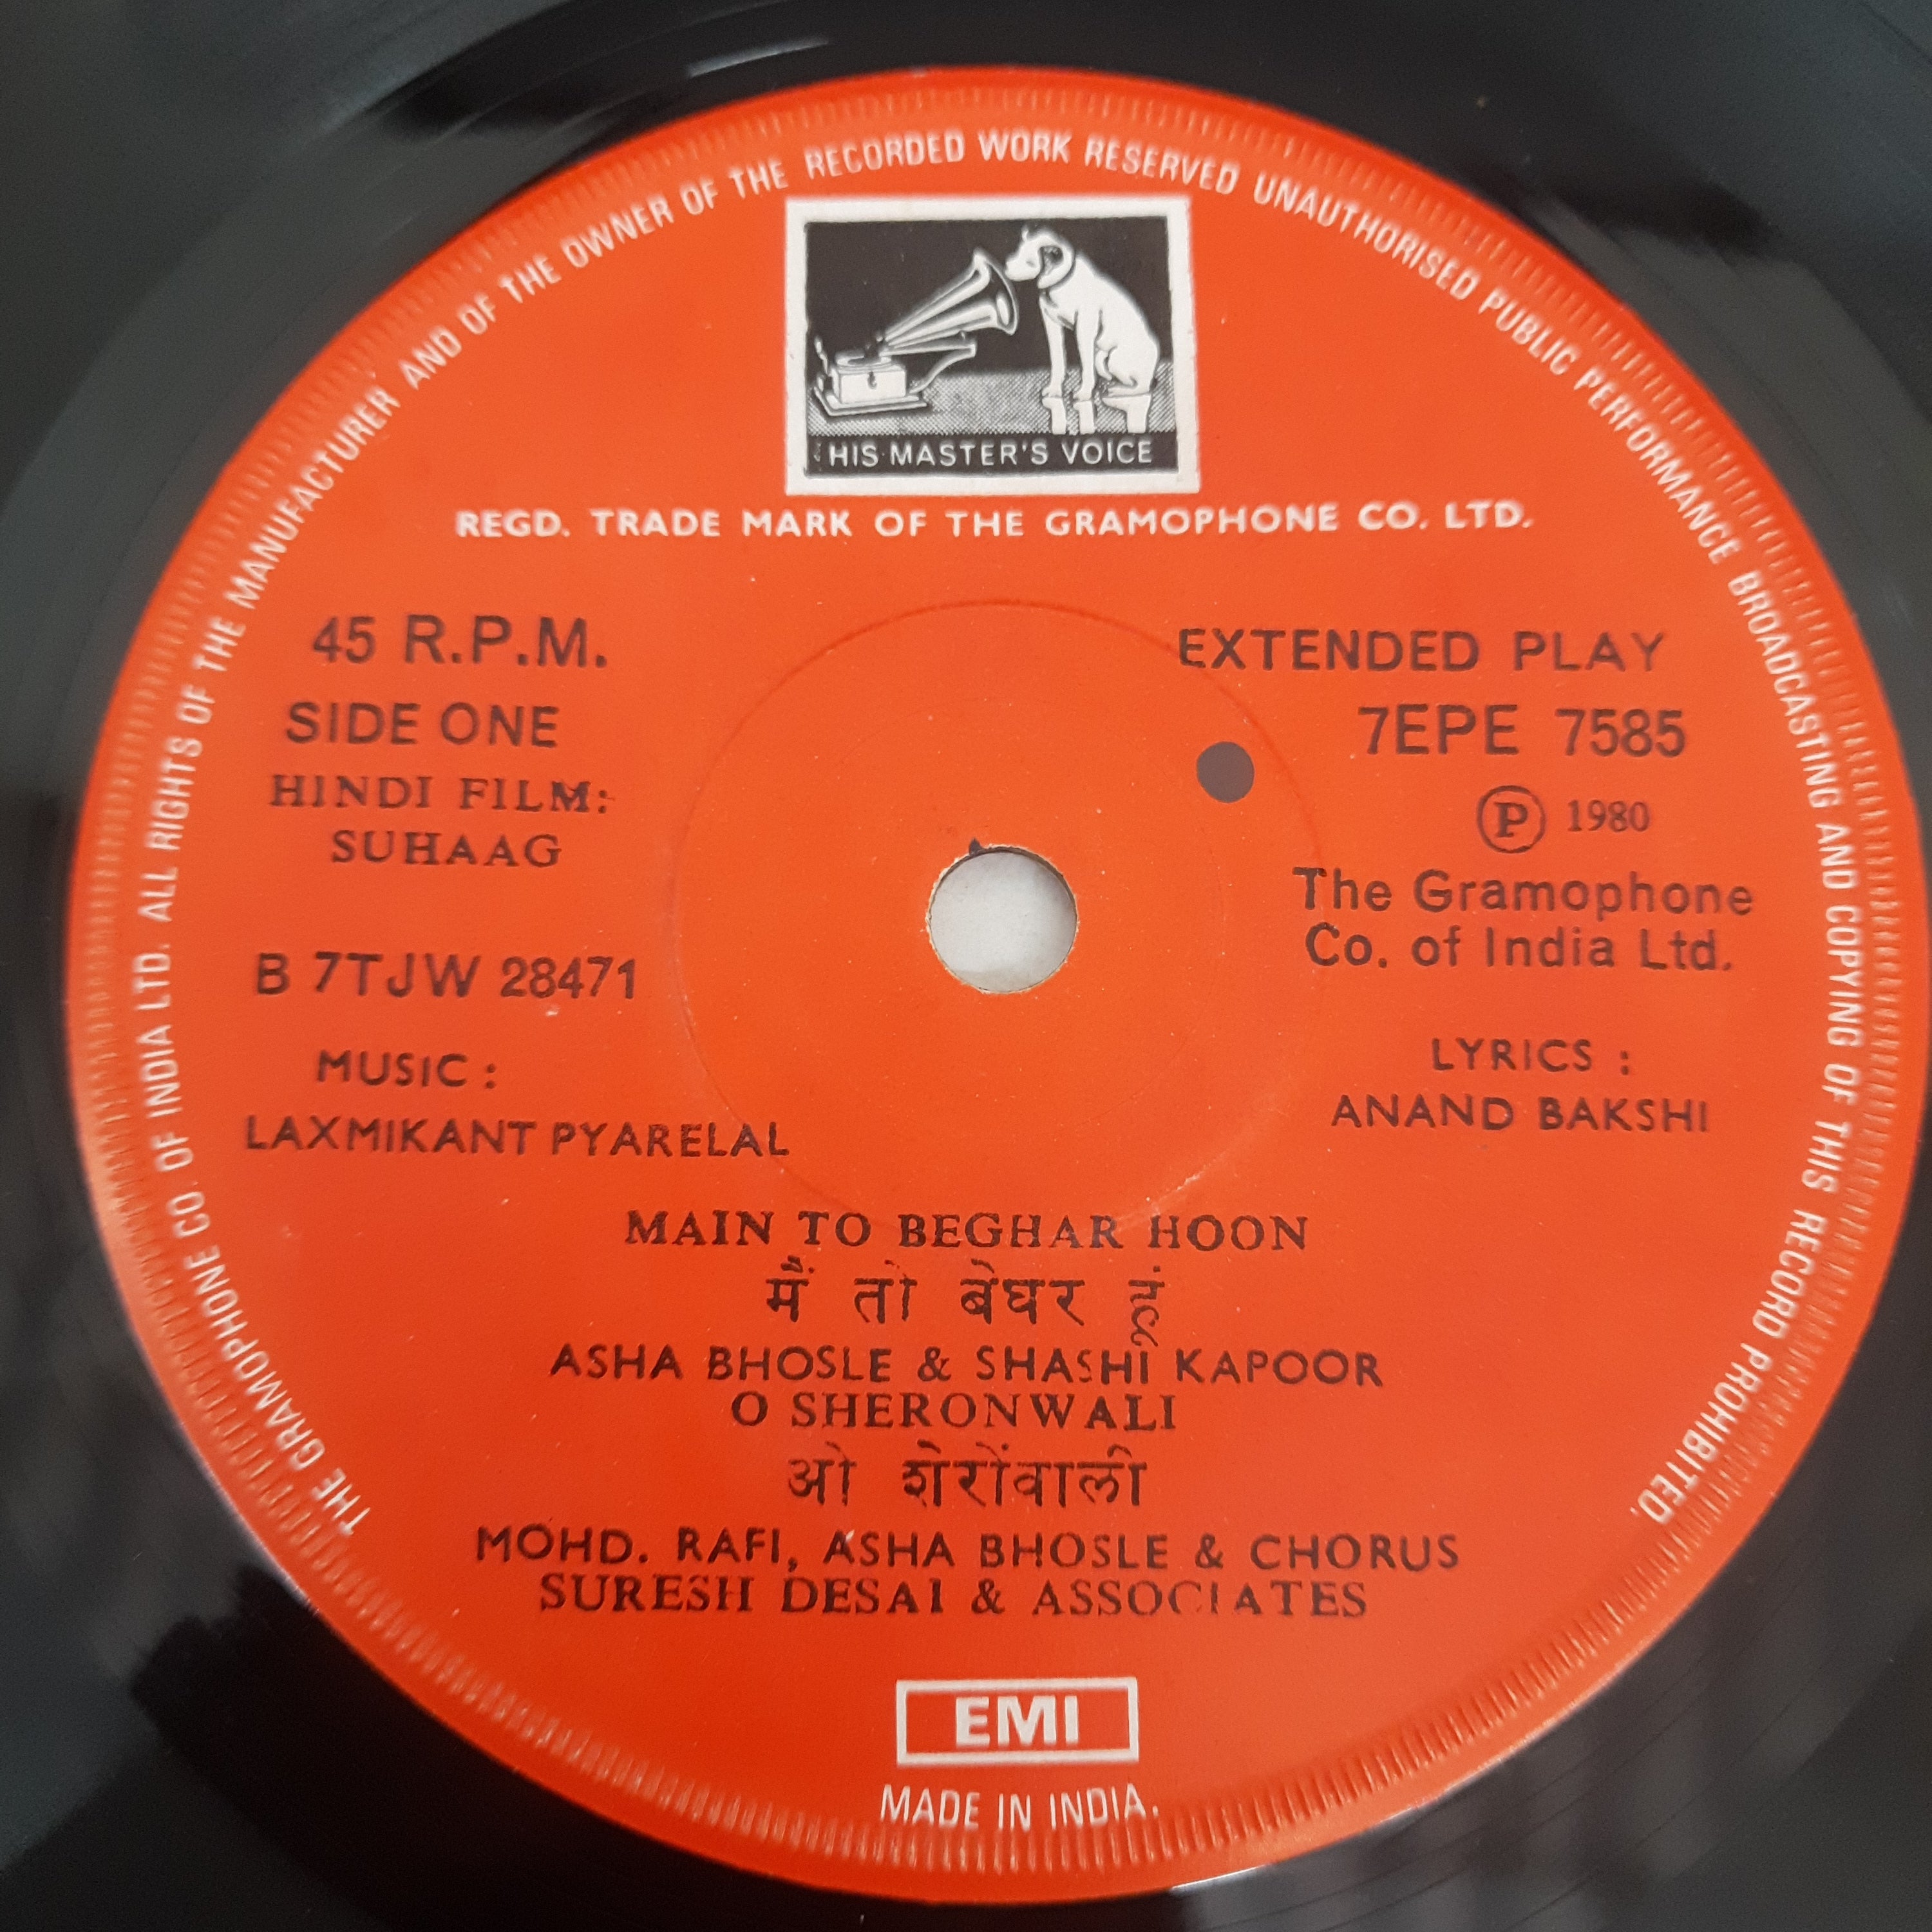 THE GRAMOPHONE CO. OF INDIA LTD. ALL RIGHTS OF THE MANUFACTURER AND OF THE OWNER OF THE RECORDED WORK RESERVED UNAUTHORISED PUBLIC PERFORMANCE BROADCASTING AND COPYING OF THIS RECORD PROHIBITED.
HIS MASTER'S VOICE
REGD. TRADE MARK OF THE GRAMOPHONE CO. LTD.
45 R.P.M.
SIDE ONE
HINDI FILM:
SUHAAG
B 7TJW 28471
MUSIC :
LAXMIKANT PYARELAL
EXTENDED PLAY
7EPE 7585
Ⓟ 1980
The Gramophone
Co. of India Ltd.
LYRICS :
ANAND BAKSHI
MAIN TO BEGHAR HOON
मैं तो बेघर हूं
ASHA BHOSLE & SHASHI KAPOOR
O SHERONWALI
ओ शेरोंवाली
MOHD. RAFI, ASHA BHOSLE & CHORUS
SURESH DESAI & ASSOCIATES
EMI
MADE IN INDIA.